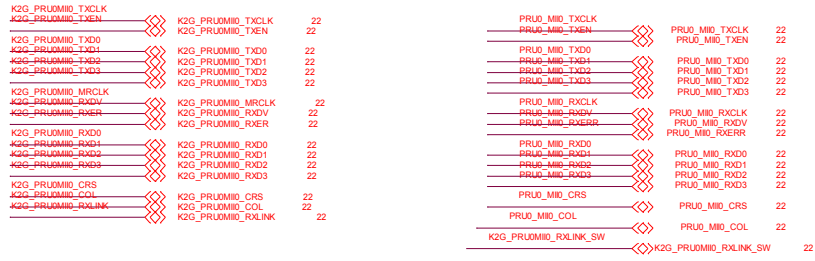 K2G_PRU0MII0_TXCLK
K2G_PRU0MII0_TXCLK 22
K2G_PRU0MII0_TXEN
K2G_PRU0MII0_TXEN 22
K2G_PRU0MII0_TXD0
K2G_PRU0MII0_TXD0 22
K2G_PRU0MII0_TXD1
K2G_PRU0MII0_TXD1 22
K2G_PRU0MII0_TXD2
K2G_PRU0MII0_TXD2 22
K2G_PRU0MII0_TXD3
K2G_PRU0MII0_TXD3 22
K2G_PRU0MII0_MRCLK
K2G_PRU0MII0_MRCLK 22
K2G_PRU0MII0_RXDV
K2G_PRU0MII0_RXDV 22
K2G_PRU0MII0_RXER
K2G_PRU0MII0_RXER 22
K2G_PRU0MII0_RXD0
K2G_PRU0MII0_RXD0 22
K2G_PRU0MII0_RXD1
K2G_PRU0MII0_RXD1 22
K2G_PRU0MII0_RXD2
K2G_PRU0MII0_RXD2 22
K2G_PRU0MII0_RXD3
K2G_PRU0MII0_RXD3 22
K2G_PRU0MII0_CRS
K2G_PRU0MII0_CRS 22
K2G_PRU0MII0_COL
K2G_PRU0MII0_COL 22
K2G_PRU0MII0_RXLINK
K2G_PRU0MII0_RXLINK 22
PRU0_MII0_TXCLK
PRU0_MII0_TXCLK 22
PRU0_MII0_TXEN
PRU0_MII0_TXEN 22
PRU0_MII0_TXD0
PRU0_MII0_TXD0 22
PRU0_MII0_TXD1
PRU0_MII0_TXD1 22
PRU0_MII0_TXD2
PRU0_MII0_TXD2 22
PRU0_MII0_TXD3
PRU0_MII0_TXD3 22
PRU0_MII0_RXCLK
PRU0_MII0_RXCLK 22
PRU0_MII0_RXDV
PRU0_MII0_RXDV 22
PRU0_MII0_RXERR
PRU0_MII0_RXERR 22
PRU0_MII0_RXD0
PRU0_MII0_RXD0 22
PRU0_MII0_RXD1
PRU0_MII0_RXD1 22
PRU0_MII0_RXD2
PRU0_MII0_RXD2 22
PRU0_MII0_RXD3
PRU0_MII0_RXD3 22
PRU0_MII0_CRS
PRU0_MII0_CRS 22
PRU0_MII0_COL
PRU0_MII0_COL 22
K2G_PRU0MII0_RXLINK_SW
K2G_PRU0MII0_RXLINK_SW 22